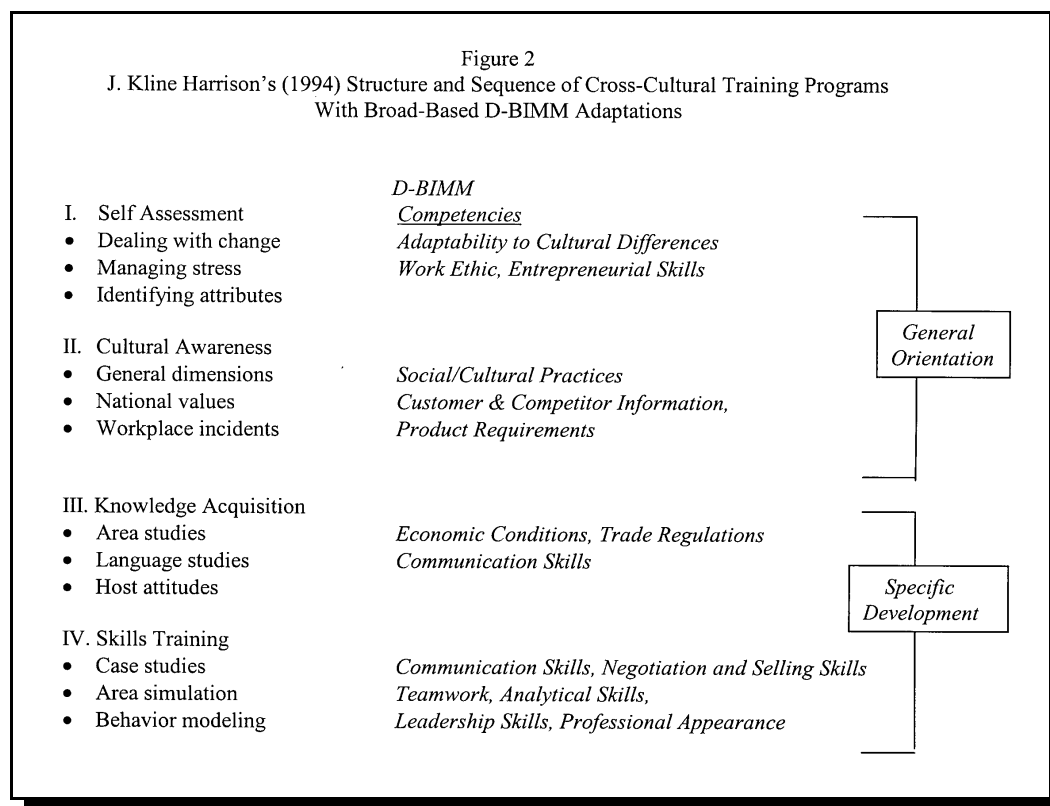 Figure 2
J. Kline Harrison's (1994) Structure and Sequence of Cross-Cultural Training Programs
With Broad-Based D-BIMM Adaptations
D-BIMM
I. Self Assessment Competencies
• Dealing with change Adaptability to Cultural Differences
• Managing stress Work Ethic, Entrepreneurial Skills
• Identifying attributes
General
Orientation
II. Cultural Awareness
• General dimensions Social/Cultural Practices
• National values Customer & Competitor Information,
• Workplace incidents Product Requirements
III. Knowledge Acquisition
• Area studies Economic Conditions, Trade Regulations
• Language studies Communication Skills
• Host attitudes
Specific
Development
IV. Skills Training
• Case studies Communication Skills, Negotiation and Selling Skills
• Area simulation Teamwork, Analytical Skills,
• Behavior modeling Leadership Skills, Professional Appearance